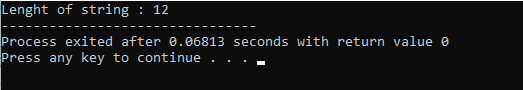 Lenght of string : 12
--------------------------------
Process exited after 0.06813 seconds with return value 0
Press any key to continue . . .